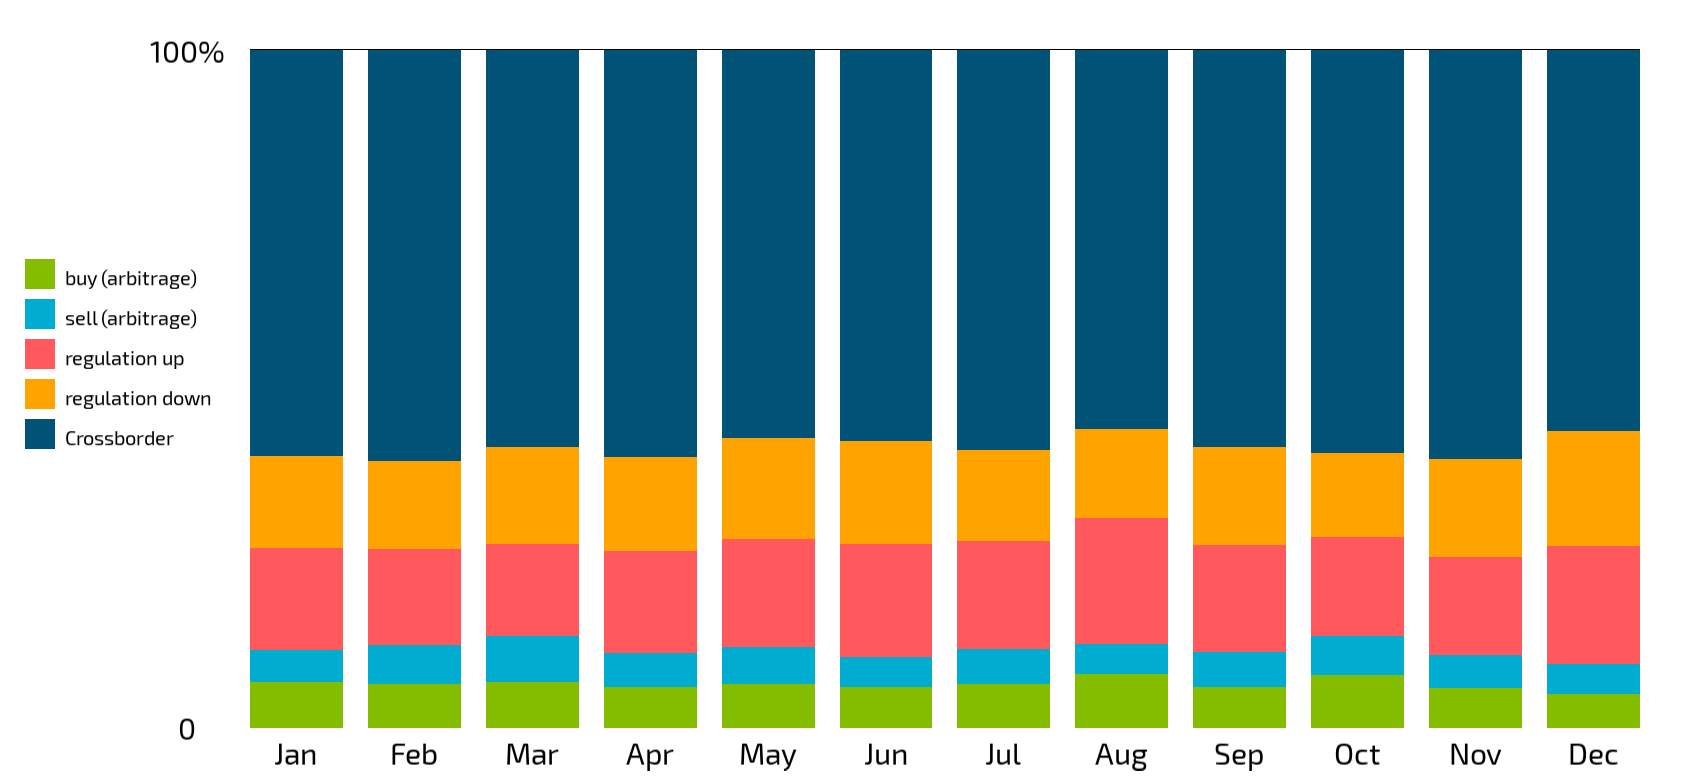 100%
buy (arbitrage)
sell (arbitrage)
regulation up
regulation down
Crossborder
0
Jan Feb Mar Apr May Jun Jul Aug Sep Oct Nov Dec